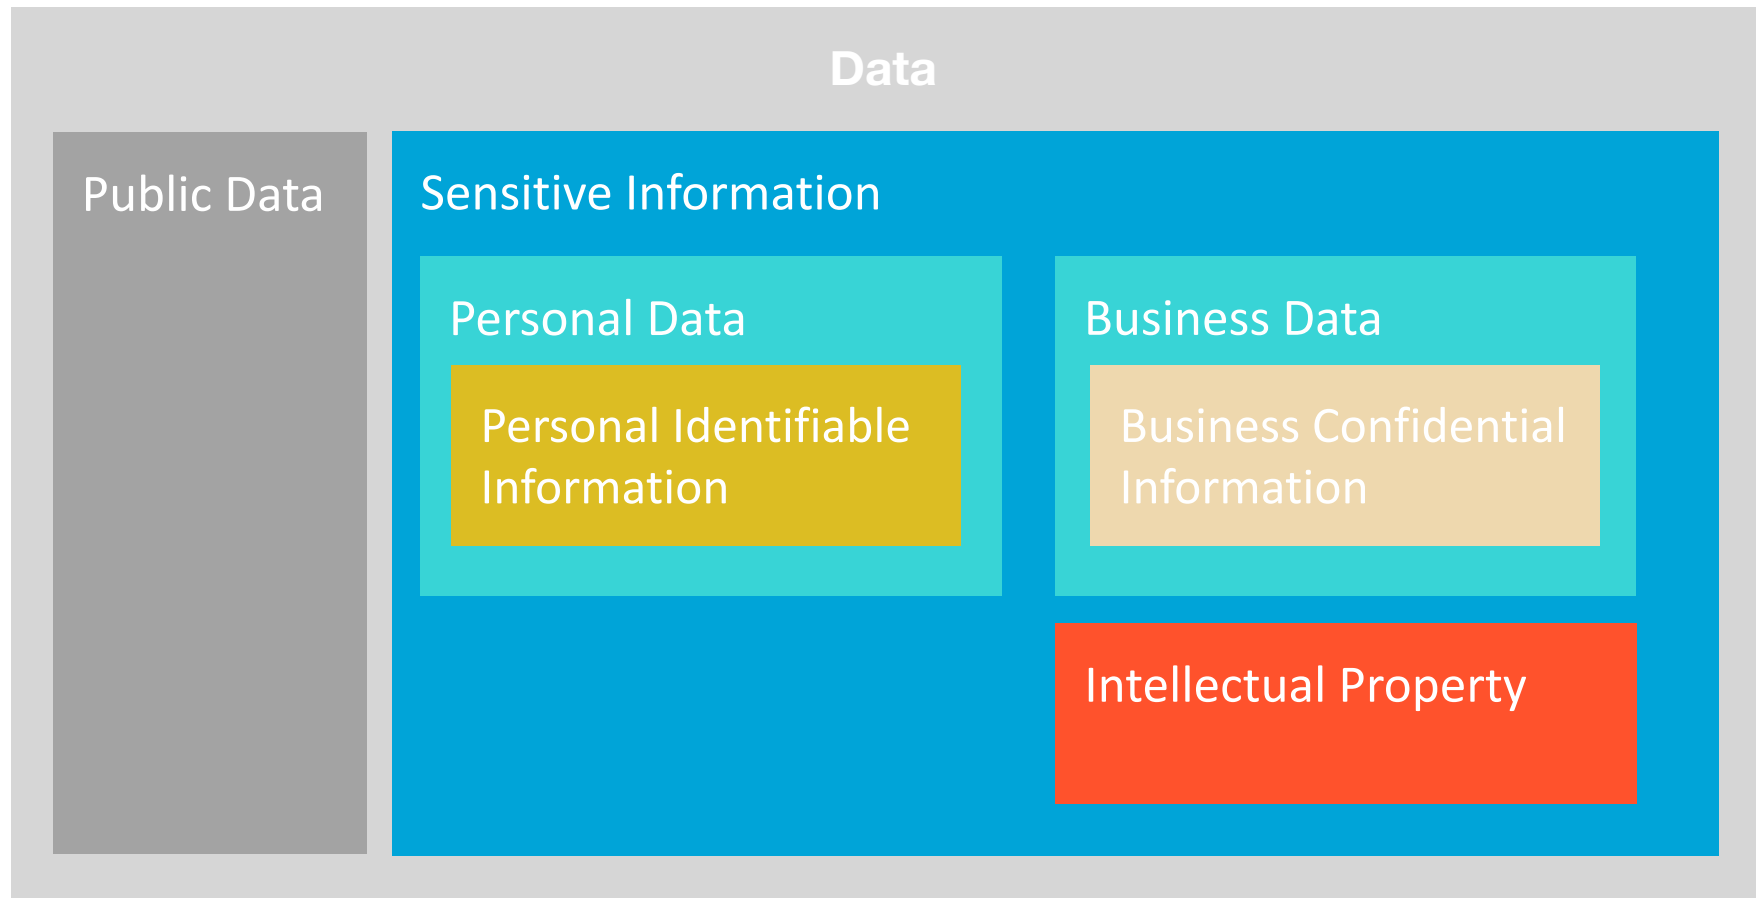 Data
Public Data
Sensitive Information
Personal Data
Personal Identifiable
Information
Business Data
Business Confidential
Information
Intellectual Property